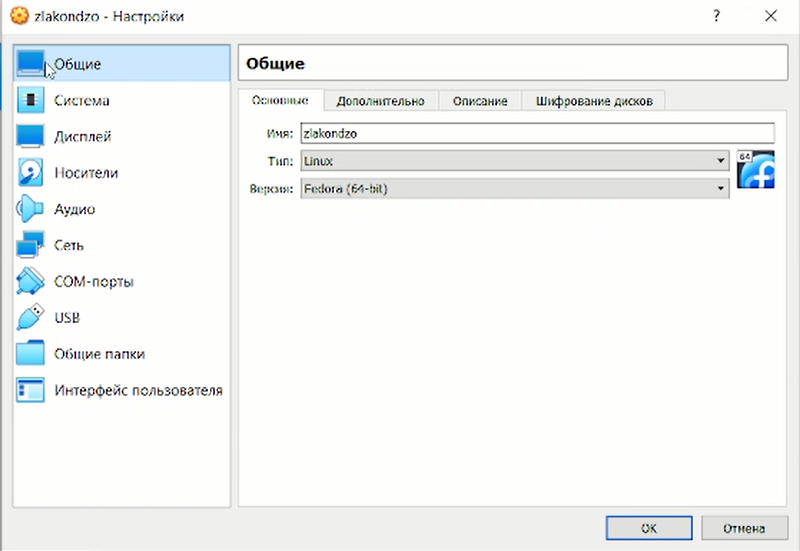 zlakondzo - Настройки
?
Общие
Система
Дисплей
Носители
Аудио
Сеть
COM-порты
USB
Общие папки
Интерфейс пользователя
Общие
Основные Дополнительно Описание Шифрование дисков
Имя: zlakondzo
Тип: Linux
64
Версия: Fedora (64-bit)
OK Отмена